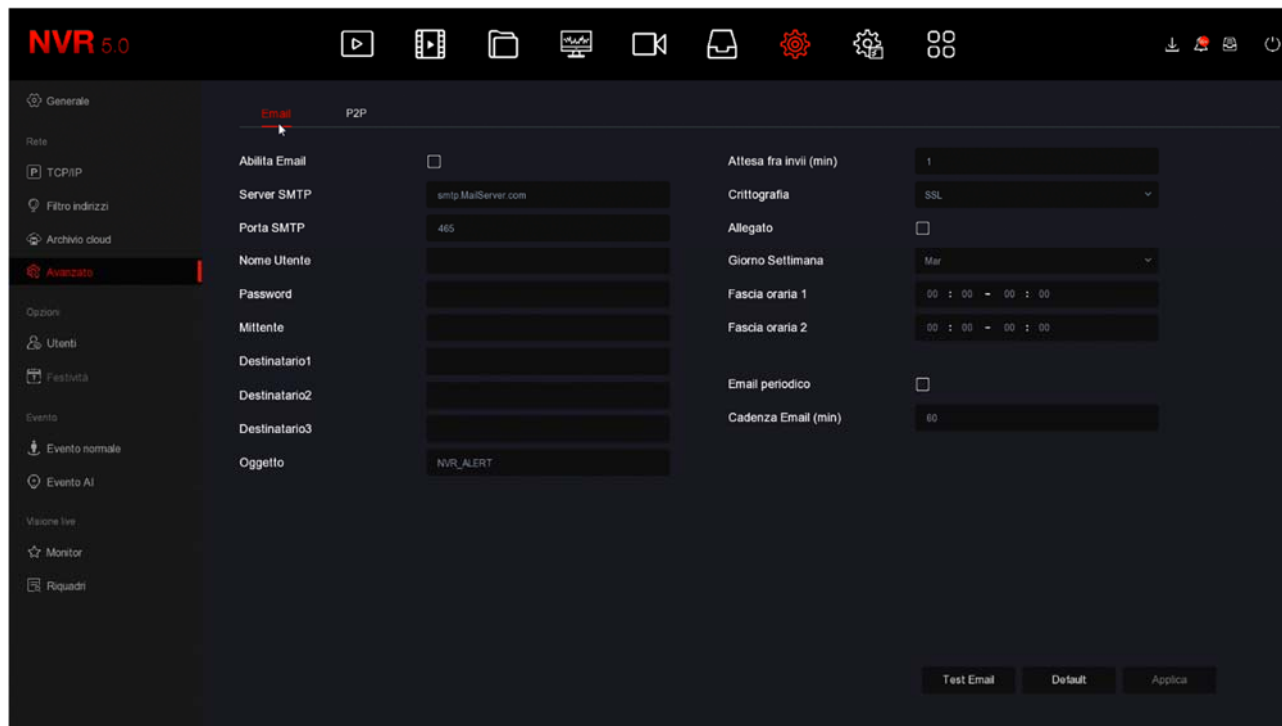 NVR 5.0
Generale
Rete
TCP/IP
Filtro indirizzi
Archivio cloud
Avanzato
Opzioni
Utenti
Festività
Evento
Evento normale
Evento AI
Visione live
Monitor
Riquadri
Email P2P
Abilita Email
Server SMTP smtp.MailServer.com
Porta SMTP 465
Nome Utente
Password
Mittente
Destinatario1
Destinatario2
Destinatario3
Oggetto NVR_ALERT
Attesa fra invii (min) 1
Crittografia SSL
Allegato
Giorno Settimana Mar
Fascia oraria 1 00 : 00 - 00 : 00
Fascia oraria 2 00 : 00 - 00 : 00
Email periodico
Cadenza Email (min) 60
Test Email Default Applica